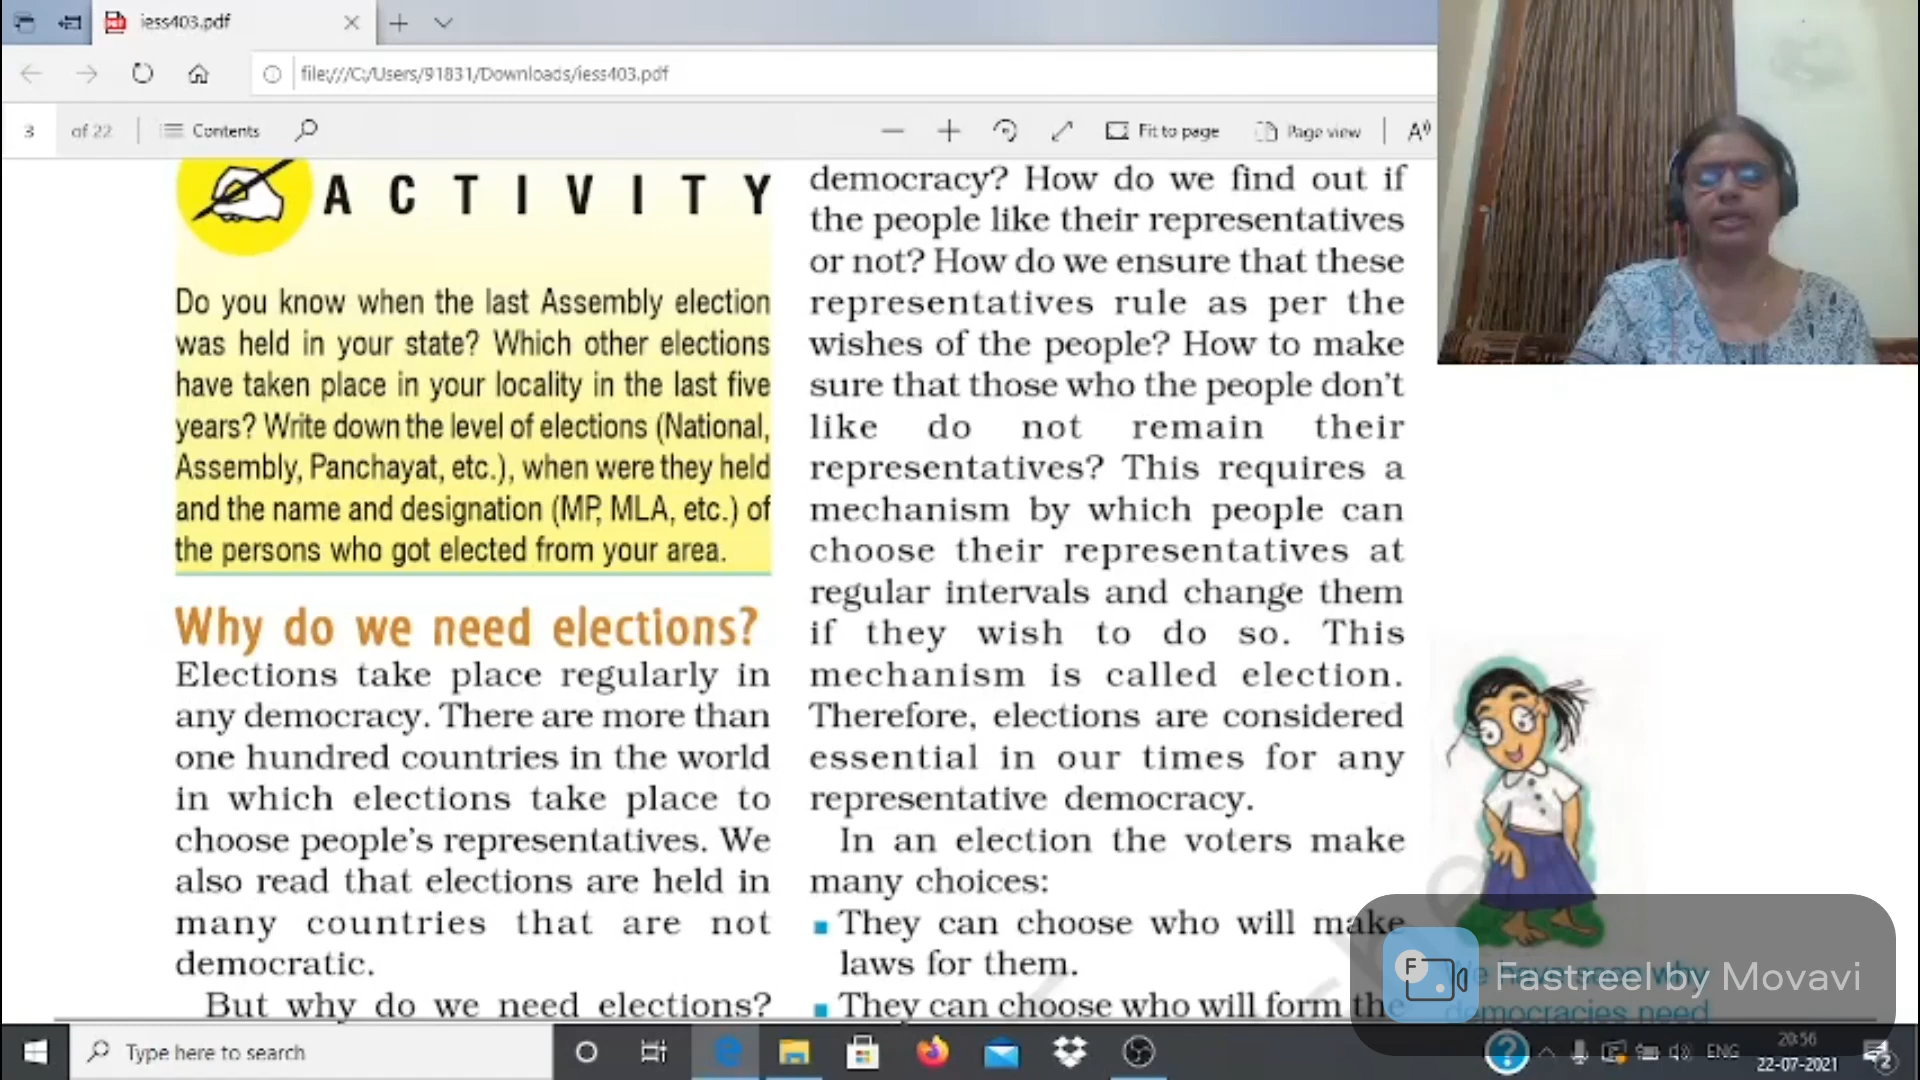 iess403.pdf
file:///C:/Users/91831/Downloads/iess403.pdf
3 of 22 Contents Fit to page Page view
ACTIVITY
Do you know when the last Assembly election
was held in your state? Which other elections
have taken place in your locality in the last five
years? Write down the level of elections (National,
Assembly, Panchayat, etc.), when were they held
and the name and designation (MP, MLA, etc.) of
the persons who got elected from your area.
Why do we need elections?
Elections take place regularly in
any democracy. There are more than
one hundred countries in the world
in which elections take place to
choose people's representatives. We
also read that elections are held in
many countries that are not
democratic.
But why do we need elections?
democracy? How do we find out if
the people like their representatives
or not? How do we ensure that these
representatives rule as per the
wishes of the people? How to make
sure that those who the people don't
like do not remain their
representatives? This requires a
mechanism by which people can
choose their representatives at
regular intervals and change them
if they wish to do so. This
mechanism is called election.
Therefore, elections are considered
essential in our times for any
representative democracy.
In an election the voters make
many choices:
They can choose who will make
laws for them.
They can choose who will form the
We have seen why
democracies need
Fastreel by Movavi
Type here to search
ENG
20:56
22-07-2021